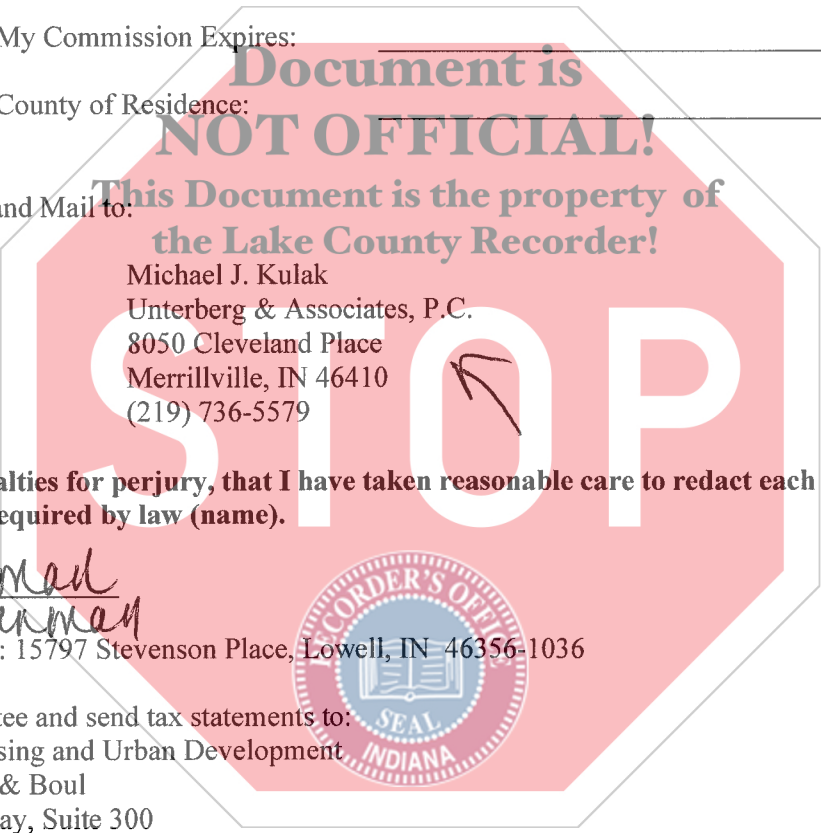 My Commission Expires:
Document is
County of Residence:
NOT OFFICIAL!
This Document is the property of
and Mail to:
the Lake County Recorder!
Michael J. Kulak
Unterberg & Associates, P.C.
8050 Cleveland Place
Merrillville, IN 46410
(219) 736-5579
STOP
alties for perjury, that I have taken reasonable care to redact each
equired by law (name).
: 15797 Stevenson Place, Lowell, IN 46356-1036
RECORDER'S OFFICE
SEAL
INDIANA
tee and send tax statements to:
sing and Urban Development
& Boul
ay, Suite 300